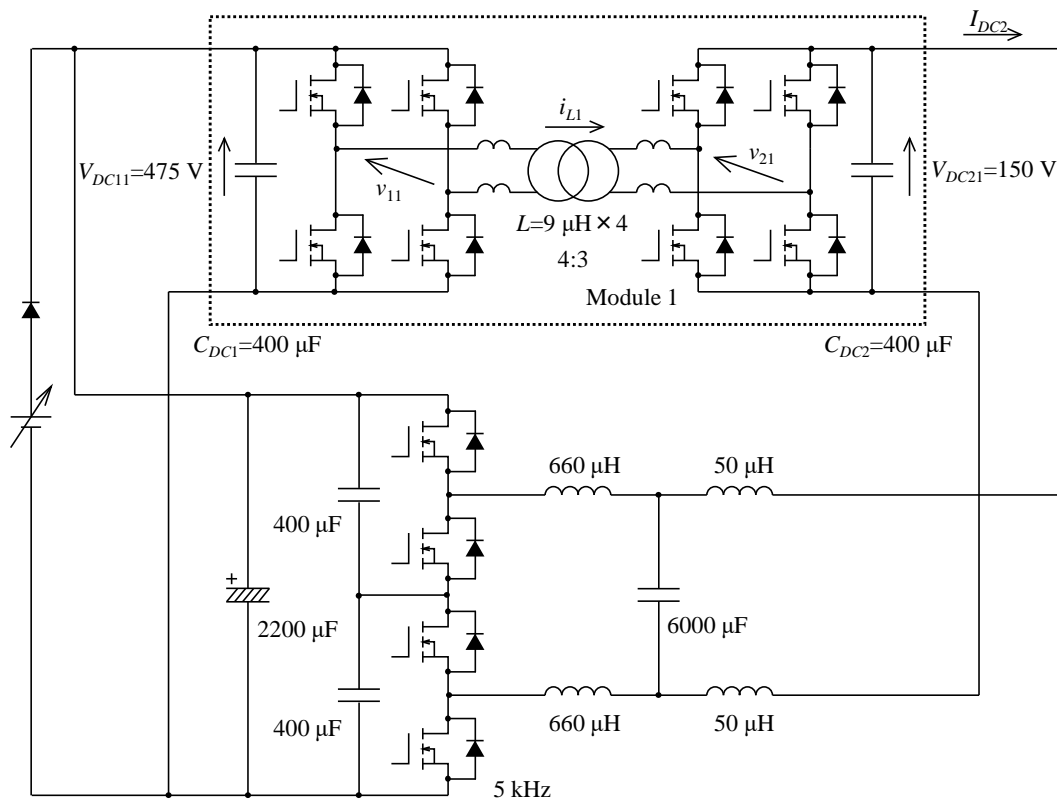 I_DC2
i_L1
V_DC11=475 V
v_11
v_21
V_DC21=150 V
L=9 μH×4
4:3
Module 1
C_DC1=400 μF
C_DC2=400 μF
660 μH
50 μH
400 μF
+
2200 μF
6000 μF
400 μF
660 μH
50 μH
5 kHz